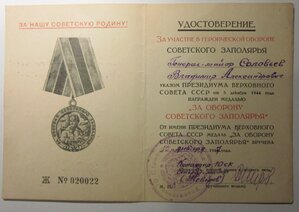 ЗА НАШУ СОВЕТСКУЮ РОДИНУ!
Ж № 020022
УДОСТОВЕРЕНИЕ
ЗА УЧАСТИЕ В ГЕРОИЧЕСКОЙ ОБОРОНЕ
СОВЕТСКОГО ЗАПОЛЯРЬЯ
Генерал-майор Соловьев
Владимир Александрович
УКАЗОМ ПРЕЗИДИУМА ВЕРХОВНОГО
СОВЕТА СССР от 5 декабря 1944 года
НАГРАЖДЕН МЕДАЛЬЮ
„ЗА ОБОРОНУ
СОВЕТСКОГО ЗАПОЛЯРЬЯ"
От имени ПРЕЗИДИУМА ВЕРХОВНОГО
СОВЕТА СССР МЕДАЛЬ „ЗА ОБОРОНУ
СОВЕТСКОГО ЗАПОЛЯРЬЯ" ВРУЧЕНА